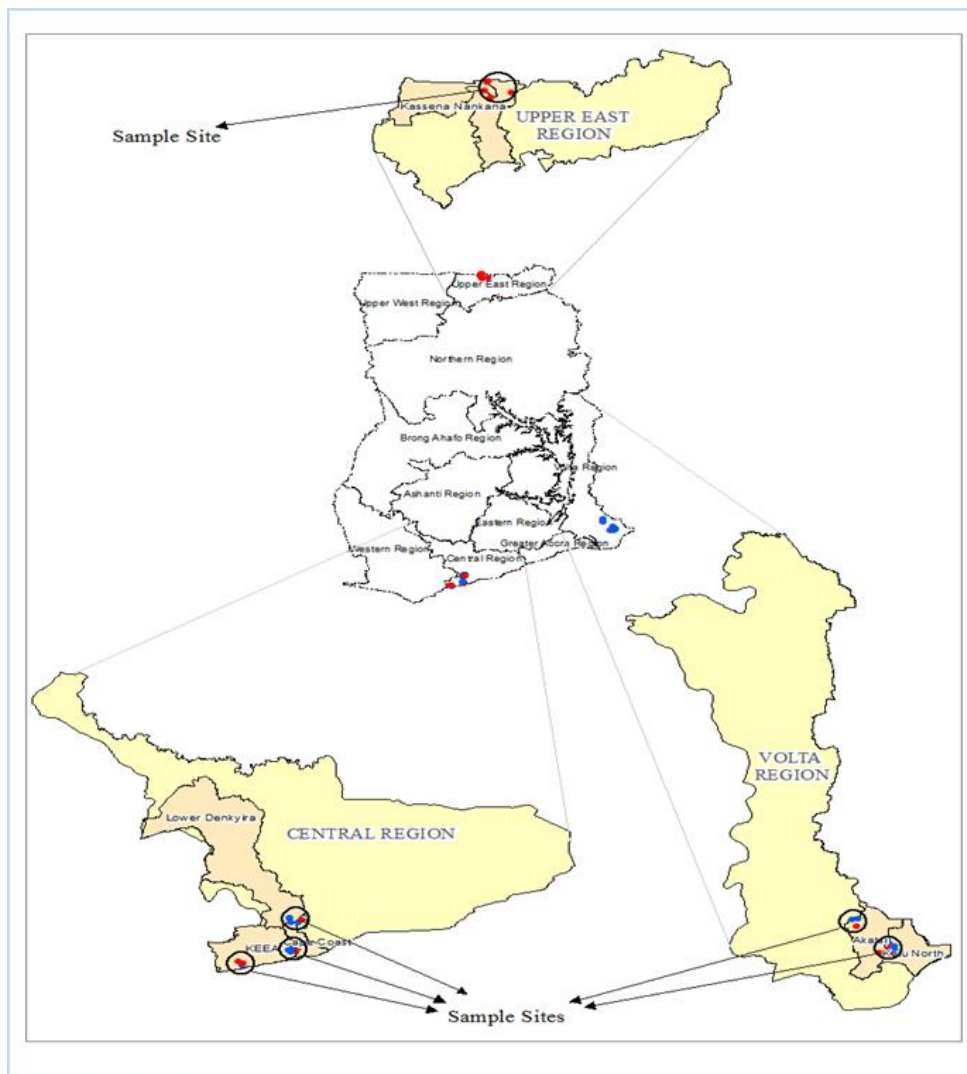 Kassena Nankana
UPPER EAST
REGION
Sample Site
Upper East Region
Upper West Region
Northern Region
Brong Ahafo Region
Volta Region
Ashanti Region
Eastern Region
Greater Accra Region
Western Region
Central Region
VOLTA
REGION
Lower Denkyira
CENTRAL REGION
KEEA
Cape-Coast
Akatsi
Ketu North
Sample Sites